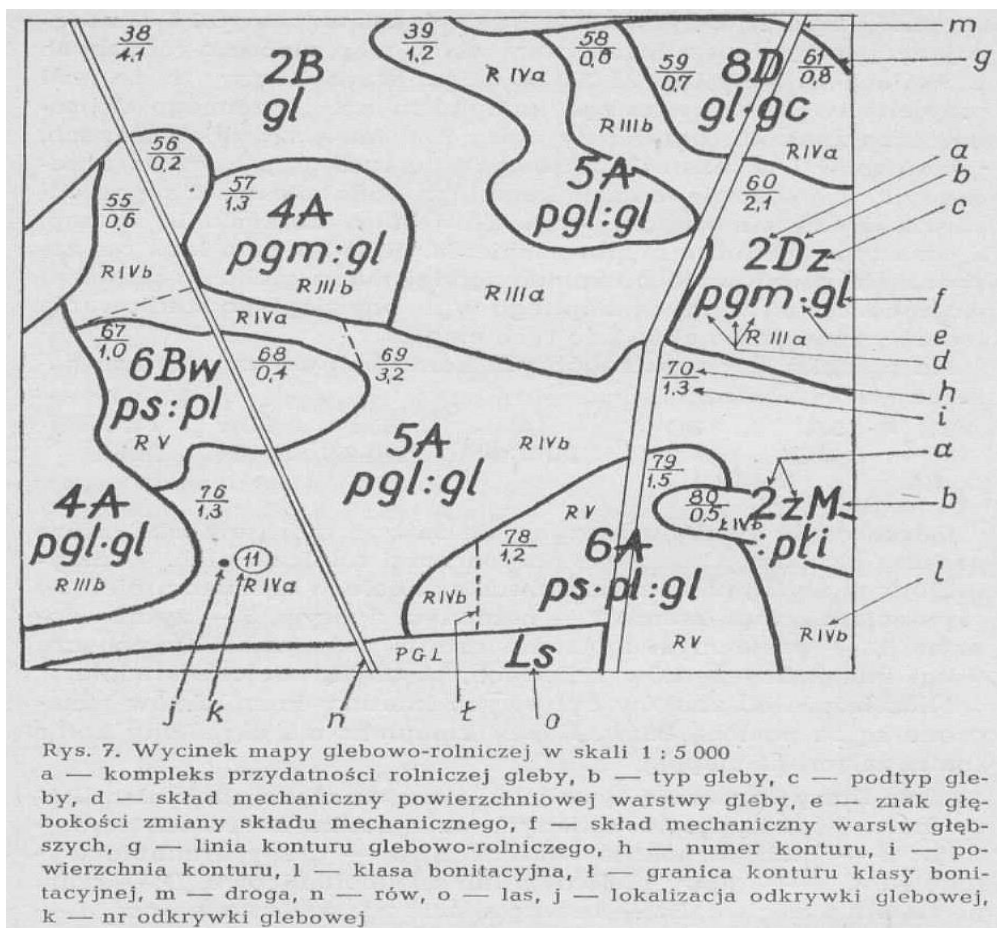 m
38
4,1
39
1,2
58
0,8
59
0,7
61
0,8
g
2B
gl
R IVa
8D
gl·gc
R IIIb
R IVa
56
0,2
55
0,6
57
1,3
4A
pgm:gl
R IIIb
5A
pgl:gl
60
2,1
a
b
c
2Dz
pgm:gl
f
R IVb
R IIIa
R IIIa
e
d
R IVa
67
1,0
68
0,4
69
3,2
70
1,3
h
i
6Bw
ps:pl
R V
5A
pgl:gl
R IVb
79
1,5
a
4A
pgl·gl
R IIIb
76
1,3
11
R IVa
78
1,2
R V
80
0,5
Ł IVb
2żM
:płi
b
6A
ps·pl:gl
R IVb
R V
R IVb
l
PGL
Ls
j
k
n
ł
o
Rys. 7. Wycinek mapy glebowo-rolniczej w skali 1 : 5 000
a — kompleks przydatności rolniczej gleby, b — typ gleby, c — podtyp gle-
by, d — skład mechaniczny powierzchniowej warstwy gleby, e — znak głę-
bokości zmiany składu mechanicznego, f — skład mechaniczny warstw głęb-
szych, g — linia konturu glebowo-rolniczego, h — numer konturu, i — po-
wierzchnia konturu, l — klasa bonitacyjna, ł — granica konturu klasy boni-
tacyjnej, m — droga, n — rów, o — las, j — lokalizacja odkrywki glebowej,
k — nr odkrywki glebowej